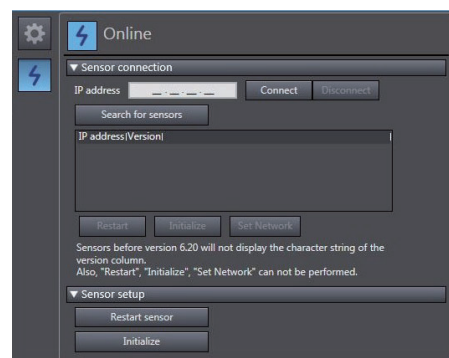 Online
▼ Sensor connection
IP address _._._._ Connect Disconnect
Search for sensors
IP address|Version|
Restart Initialize Set Network
Sensors before version 6.20 will not display the character string of the
version column.
Also, "Restart", "Initialize", "Set Network" can not be performed.
▼ Sensor setup
Restart sensor
Initialize